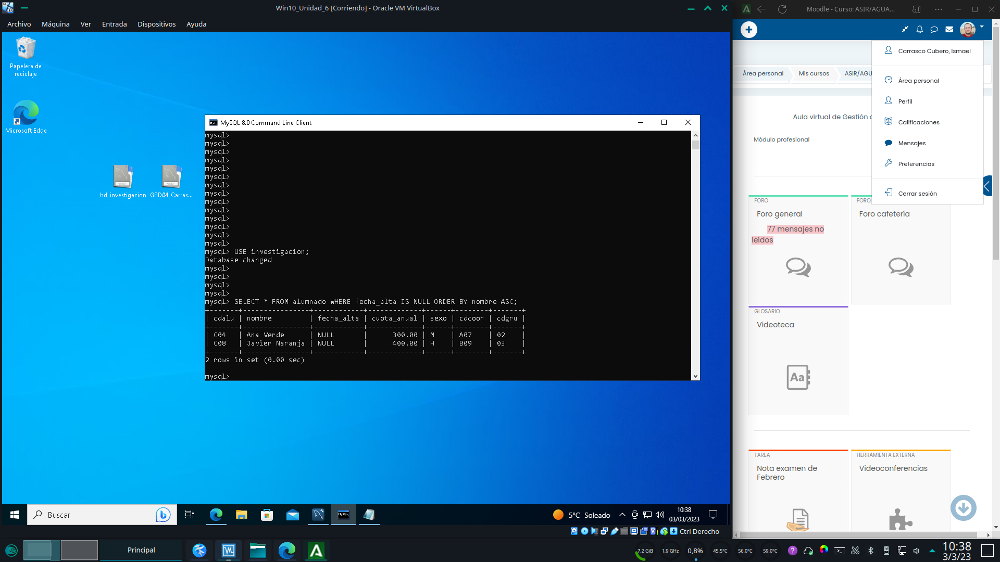 Win10_Unidad_6 [Corriendo] - Oracle VM VirtualBox
Archivo Máquina Ver Entrada Dispositivos Ayuda
Papelera de
reciclaje
Microsoft Edge
bd_investigacion
GBD04_Carras...
MySQL 8.0 Command Line Client
mysql>
mysql>
mysql>
mysql>
mysql>
mysql>
mysql>
mysql>
mysql>
mysql>
mysql>
mysql>
mysql>
mysql>
mysql> USE investigacion;
Database changed
mysql>
mysql>
mysql>
mysql>
mysql> SELECT * FROM alumnado WHERE fecha_alta IS NULL ORDER BY nombre ASC;
+-------+----------------+------------+-------------+------+--------+-------+
| cdalu | nombre | fecha_alta | cuota_anual | sexo | cdcoor | cdgru |
+-------+----------------+------------+-------------+------+--------+-------+
| C04 | Ana Verde | NULL | 300.00 | M | A07 | 02 |
| C08 | Javier Naranja | NULL | 400.00 | H | B09 | 03 |
+-------+----------------+------------+-------------+------+--------+-------+
2 rows in set (0.00 sec)
mysql>
Buscar
5°C Soleado
10:38
03/03/2023
Ctrl Derecho
Moodle - Curso: ASIR/AGUA...
Carrasco Cubero, Ismael
Área personal
Perfil
Calificaciones
Mensajes
Preferencias
Cerrar sesión
Área personal Mis cursos ASIR/AGU
Aula virtual de Gestión
Módulo profesional
FORO
Foro general
77 mensajes no
leídos
FORO
Foro cafetería
GLOSARIO
Videoteca
Aa
TAREA
Nota examen de
Febrero
HERRAMIENTA EXTERNA
Videoconferencias
Principal
7,2 GiB
1,9 GHz
0,8%
45,5°C
56,0°C
59,0°C
10:38
3/3/23